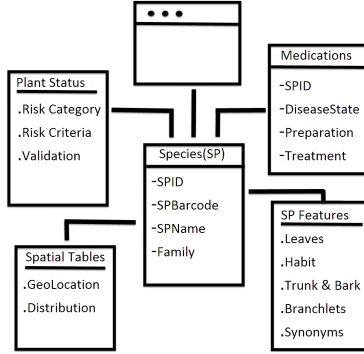 Plant Status
.Risk Category
.Risk Criteria
.Validation
Medications
-SPID
-DiseaseState
-Preparation
-Treatment
Species(SP)
-SPID
-SPBarcode
-SPName
-Family
Spatial Tables
.GeoLocation
.Distribution
SP Features
.Leaves
.Habit
.Trunk & Bark
.Branchlets
.Synonyms